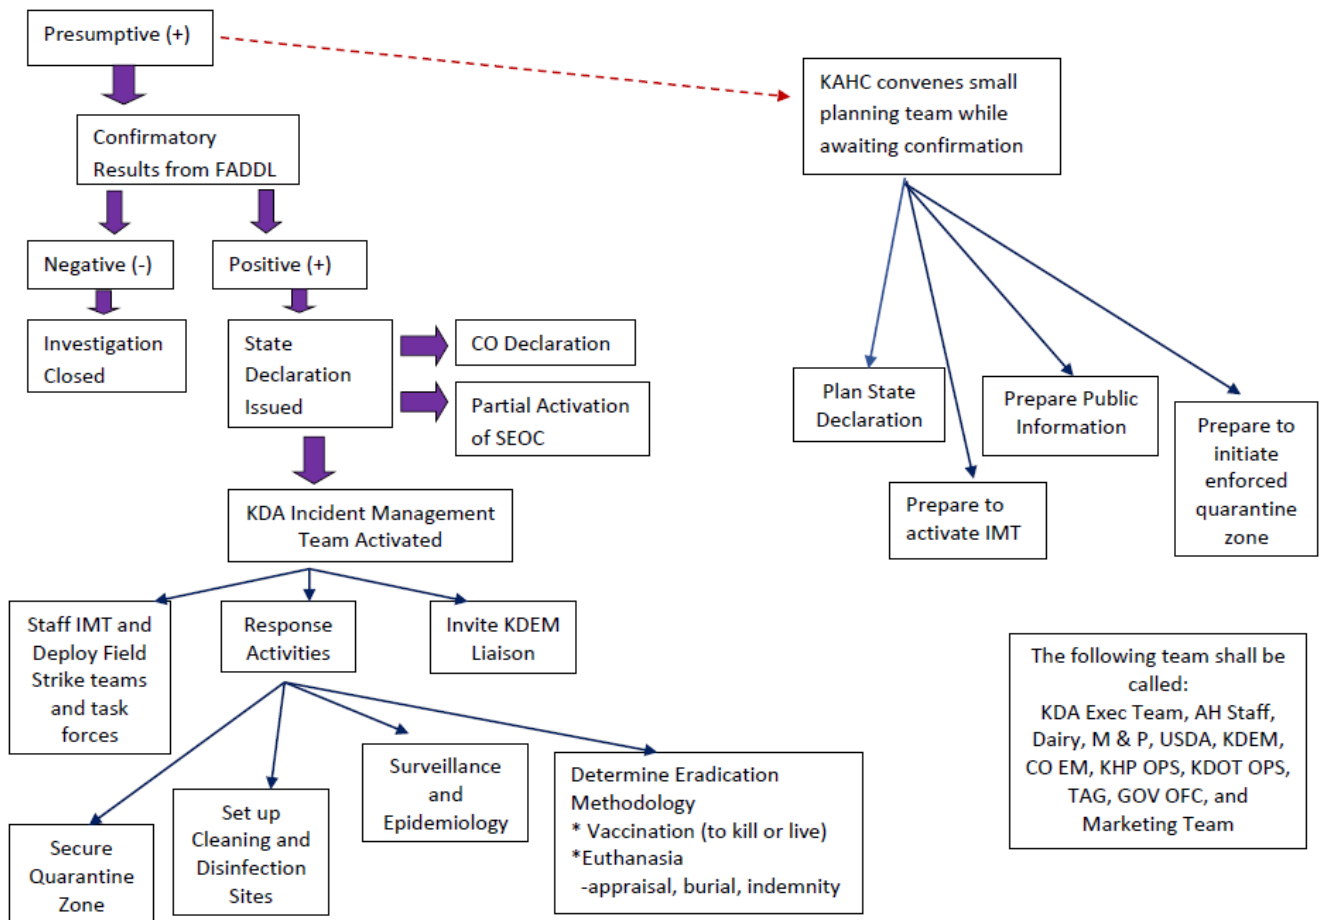 Presumptive (+)
KAHC convenes small
planning team while
awaiting confirmation
Confirmatory
Results from FADDL
Negative (-)
Positive (+)
Investigation
Closed
State
Declaration
Issued
CO Declaration
Partial Activation
of SEOC
Plan State
Declaration
Prepare Public
Information
Prepare to
initiate
enforced
quarantine
zone
Prepare to
activate IMT
KDA Incident Management
Team Activated
Staff IMT and
Deploy Field
Strike teams
and task
forces
Response
Activities
Invite KDEM
Liaison
The following team shall be
called:
KDA Exec Team, AH Staff,
Dairy, M & P, USDA, KDEM,
CO EM, KHP OPS, KDOT OPS,
TAG, GOV OFC, and
Marketing Team
Secure
Quarantine
Zone
Set up
Cleaning and
Disinfection
Sites
Surveillance
and
Epidemiology
Determine Eradication
Methodology
* Vaccination (to kill or live)
*Euthanasia
-appraisal, burial, indemnity